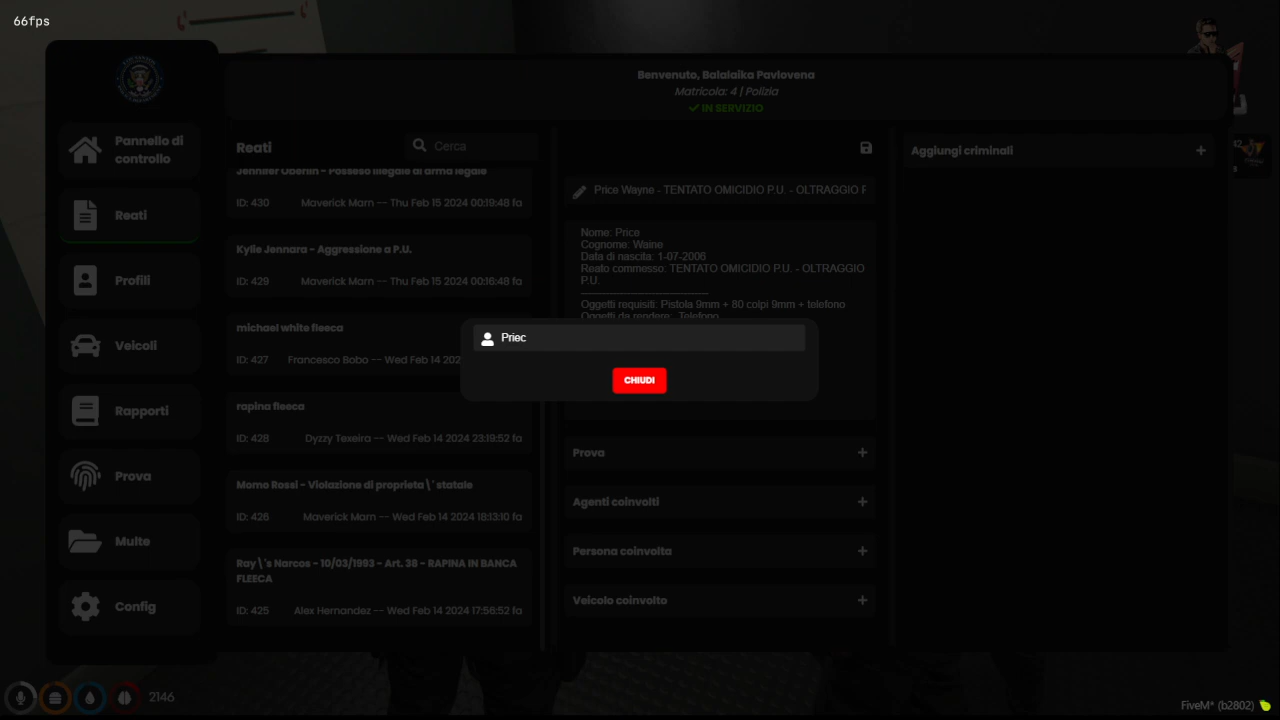 66fps
Benvenuto, Balalaika Pavlovena
Matricola: 4 | Polizia
IN SERVIZIO
Pannello di
controllo
Reati
Profili
Veicoli
Rapporti
Prova
Multe
Config
Reati
Cerca
Jennifer Oberlin - Possesso illegale di arma legale
ID: 430 Maverick Marn -- Thu Feb 15 2024 00:19:48 fa
Kylie Jennara - Aggressione a P.U.
ID: 429 Maverick Marn -- Thu Feb 15 2024 00:16:48 fa
michael white fleeca
ID: 427 Francesco Bobo -- Wed Feb 14 202
rapina fleeca
ID: 428 Dyzzy Texeira -- Wed Feb 14 2024 23:19:52 fa
Momo Rossi - Violazione di proprieta\' statale
ID: 426 Maverick Marn -- Wed Feb 14 2024 18:13:10 fa
Ray\'s Narcos - 10/03/1993 - Art. 38 - RAPINA IN BANCA
FLEECA
ID: 425 Alex Hernandez -- Wed Feb 14 2024 17:56:52 fa
Price Wayne - TENTATO OMICIDIO P.U. - OLTRAGGIO F
Nome: Price
Cognome: Waine
Data di nascita: 1-07-2006
Reato commosso: TENTATO OMICIDIO P.U. - OLTRAGGIO
P.U.
Oggetti requisiti: Pistola 9mm + 80 colpi 9mm + telefono
Oggetti da rendere: Telefono
Priec
CHIUDI
Prova
Agenti coinvolti
Persona coinvolta
Veicolo coinvolto
Aggiungi criminali
2146
FiveM* (b2802)